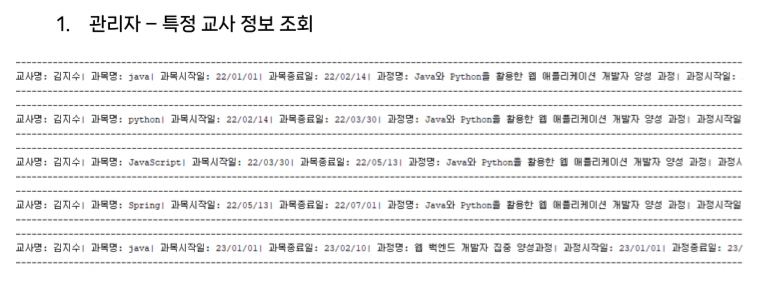 1. 관리자 – 특정 교사 정보 조회
교사명: 김지수| 과목명: java| 과목시작일: 22/01/01| 과목종료일: 22/02/14| 과정명: Java와 Python을 활용한 웹 애플리케이션 개발자 양성 과정| 과정시작일:
교사명: 김지수| 과목명: python| 과목시작일: 22/02/14| 과목종료일: 22/03/30| 과정명: Java와 Python을 활용한 웹 애플리케이션 개발자 양성 과정| 과정시작일
교사명: 김지수| 과목명: JavaScript| 과목시작일: 22/03/30| 과목종료일: 22/05/13| 과정명: Java와 Python을 활용한 웹 애플리케이션 개발자 양성 과정| 과정
교사명: 김지수| 과목명: Spring| 과목시작일: 22/05/13| 과목종료일: 22/07/01| 과정명: Java와 Python을 활용한 웹 애플리케이션 개발자 양성 과정| 과정시작일
교사명: 김지수| 과목명: java| 과목시작일: 23/01/01| 과목종료일: 23/02/10| 과정명: 웹 백엔드 개발자 집중 양성과정| 과정시작일: 23/01/01| 과정종료일: 23/